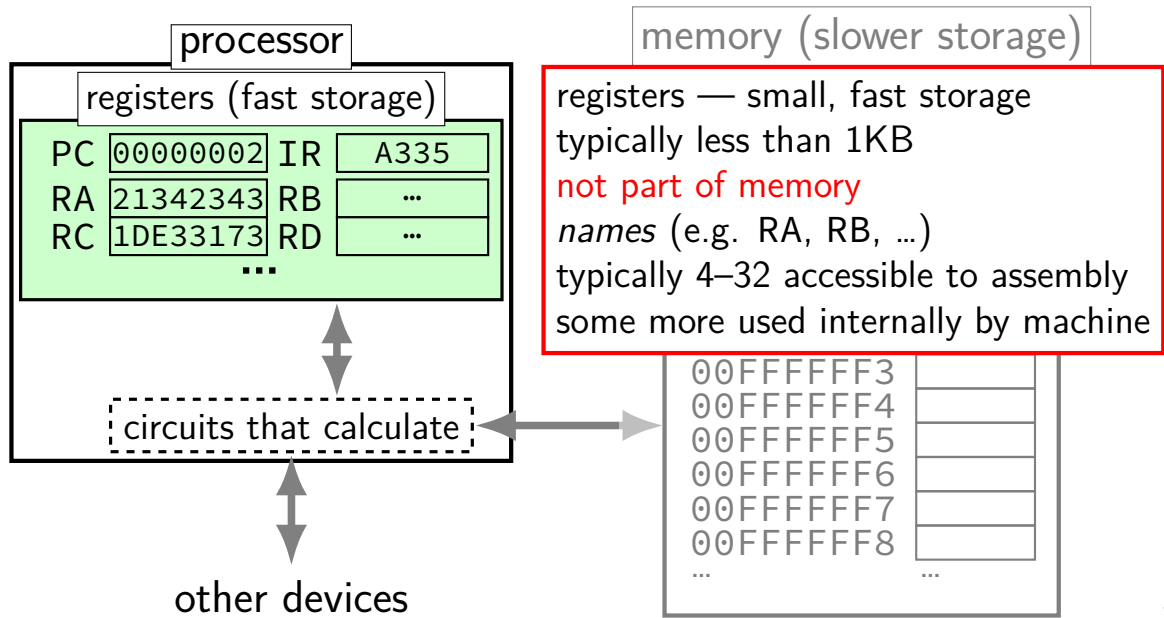 processor
registers (fast storage)
PC 00000002 IR A335
RA 21342343 RB …
RC 1DE33173 RD …
…
circuits that calculate
other devices
memory (slower storage)
registers — small, fast storage
typically less than 1KB
not part of memory
names (e.g. RA, RB, …)
typically 4–32 accessible to assembly
some more used internally by machine
00FFFFFF3
00FFFFFF4
00FFFFFF5
00FFFFFF6
00FFFFFF7
00FFFFFF8
… …